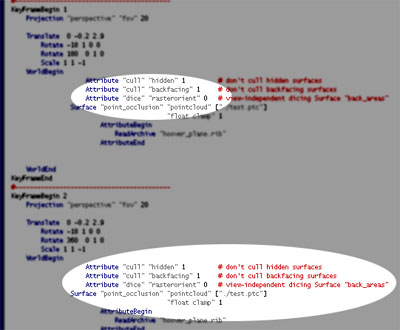 KeyFrameBegin 1
Projection "perspective" "fov" 20
Translate 0 -0.2 2.9
Rotate -18 1 0 0
Rotate 180 0 1 0
Scale 1 1 -1
WorldBegin
Attribute "cull" "hidden" 1 # don't cull hidden surfaces
Attribute "cull" "backfacing" 1 # don't cull backfacing surfaces
Attribute "dice" "rasterorient" 0 # view-independent dicing Surface "back_areas"
Surface "point_occlusion" "pointcloud" ["./test.ptc"]
"float clamp" 1
AttributeBegin
ReadArchive "hoover_plane.rib"
AttributeEnd
WorldEnd
KeyFrameEnd
KeyFrameBegin 2
Projection "perspective" "fov" 20
Translate 0 -0.2 2.9
Rotate -18 1 0 0
Rotate 360 0 1 0
Scale 1 1 -1
WorldBegin
Attribute "cull" "hidden" 1 # don't cull hidden surfaces
Attribute "cull" "backfacing" 1 # don't cull backfacing surfaces
Attribute "dice" "rasterorient" 0 # view-independent dicing Surface "back_areas"
Surface "point_occlusion" "pointcloud" ["./test.ptc"]
"float clamp" 1
AttributeBegin
ReadArchive "hoover_plane.rib"